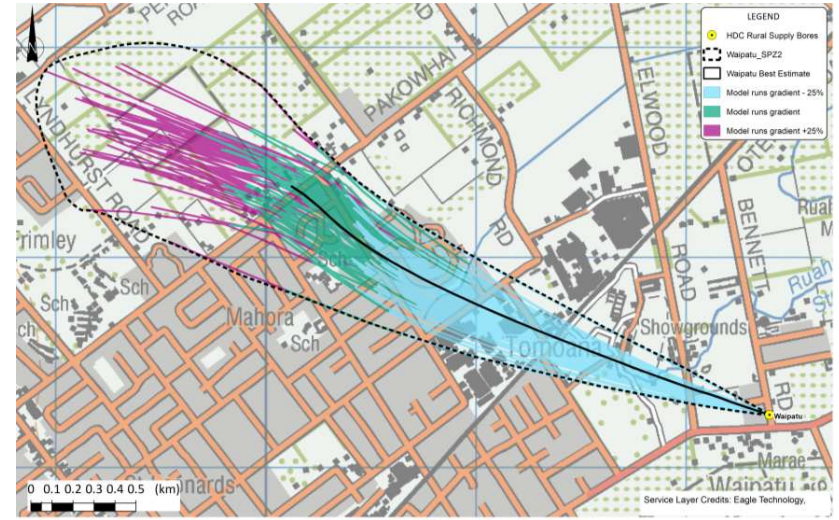 LEGEND
HDC Rural Supply Bores
Waipatu_SPZ2
Waipatu Best Estimate
Model runs gradient - 25%
Model runs gradient
Model runs gradient +25%
N
ROAD
PAKOWHAI
ROAD
RICHMOND
RD
ELWOOD
ROAD
BENNETT
RD
LYNDHURST ROAD
Frimley
Sch
Sch
Sch
Mahora
Sch
Sch
Tomoana
Showgrounds
Waipatu
Marae
Waipatu
0 0.1 0.2 0.3 0.4 0.5 (km)
Service Layer Credits: Eagle Technology,